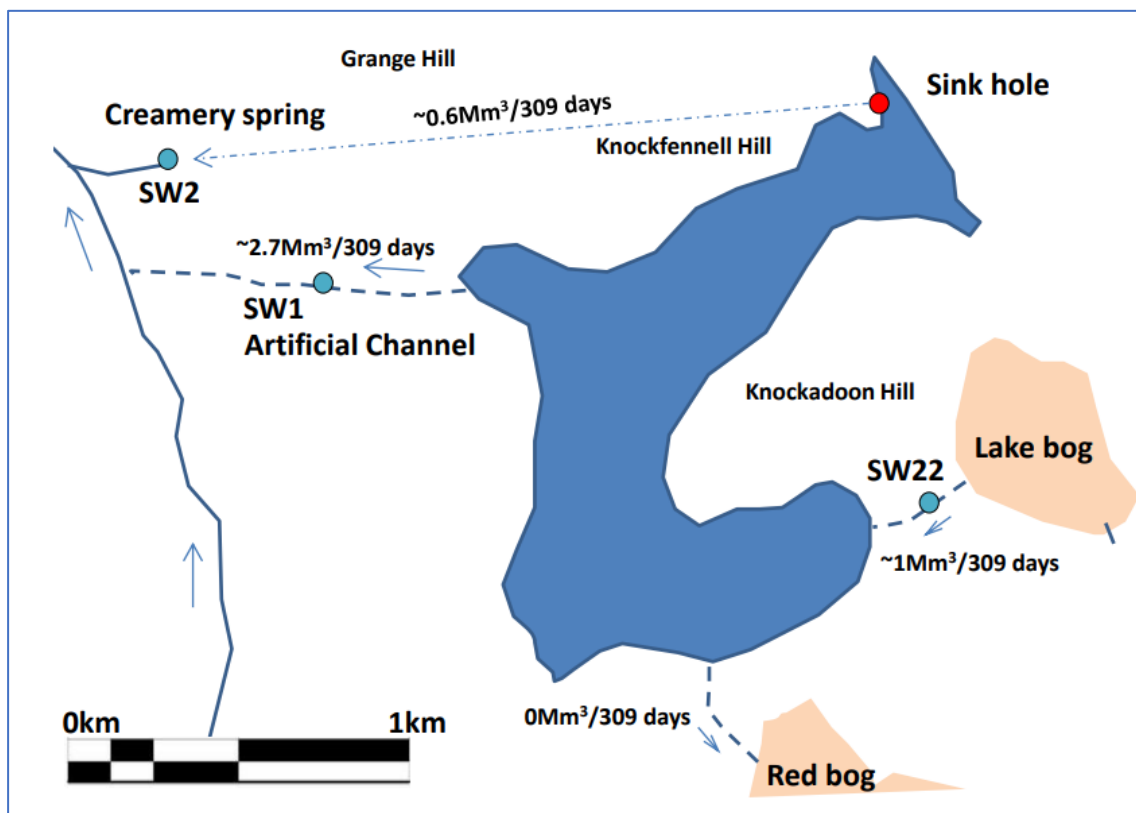 Grange Hill
Sink hole
Creamery spring
~0.6Mm³/309 days
Knockfennell Hill
SW2
~2.7Mm³/309 days
SW1
Artificial Channel
Knockadoon Hill
Lake bog
SW22
~1Mm³/309 days
0Mm³/309 days
0km 1km
Red bog